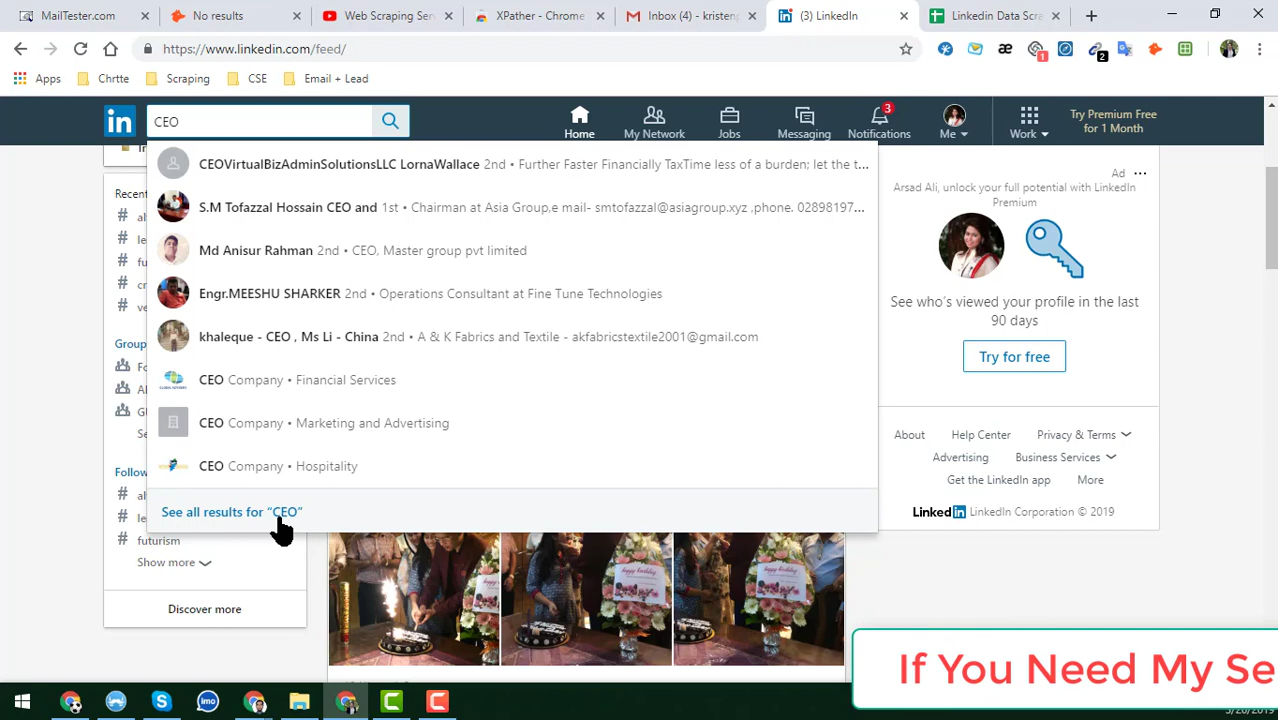 MailTester.com
No results
Web Scraping Ser
XPather - Chrome
Inbox (4) - kristenp
(3) LinkedIn
Linkedin Data Scra
https://www.linkedin.com/feed/
1
2
Apps
Chrtte
Scraping
CSE
Email + Lead
in
CEO
Home
My Network
Jobs
Messaging
3
Notifications
Me
Work
Try Premium Free
for 1 Month
CEOVirtualBizAdminSolutionsLLC LornaWallace 2nd • Further Faster Financially TaxTime less of a burden; let the t...
S.M Tofazzal Hossain CEO and 1st • Chairman at Asia Group,e mail- smtofazzal@asiagroup.xyz ,phone. 02898197...
Md Anisur Rahman 2nd • CEO, Master group pvt limited
Engr.MEESHU SHARKER 2nd • Operations Consultant at Fine Tune Technologies
khaleque - CEO , Ms Li - China 2nd • A & K Fabrics and Textile - akfabricstextile2001@gmail.com
CEO Company • Financial Services
CEO Company • Marketing and Advertising
CEO Company • Hospitality
See all results for “CEO”
Recent
#
#
#
#
#
Group
Se
Follow
#
#
# futurism
Show more
Discover more
Ad
Arsad Ali, unlock your full potential with LinkedIn
Premium
See who's viewed your profile in the last
90 days
Try for free
About Help Center Privacy & Terms
Advertising Business Services
Get the LinkedIn app More
Linked in LinkedIn Corporation © 2019
If You Need My Se